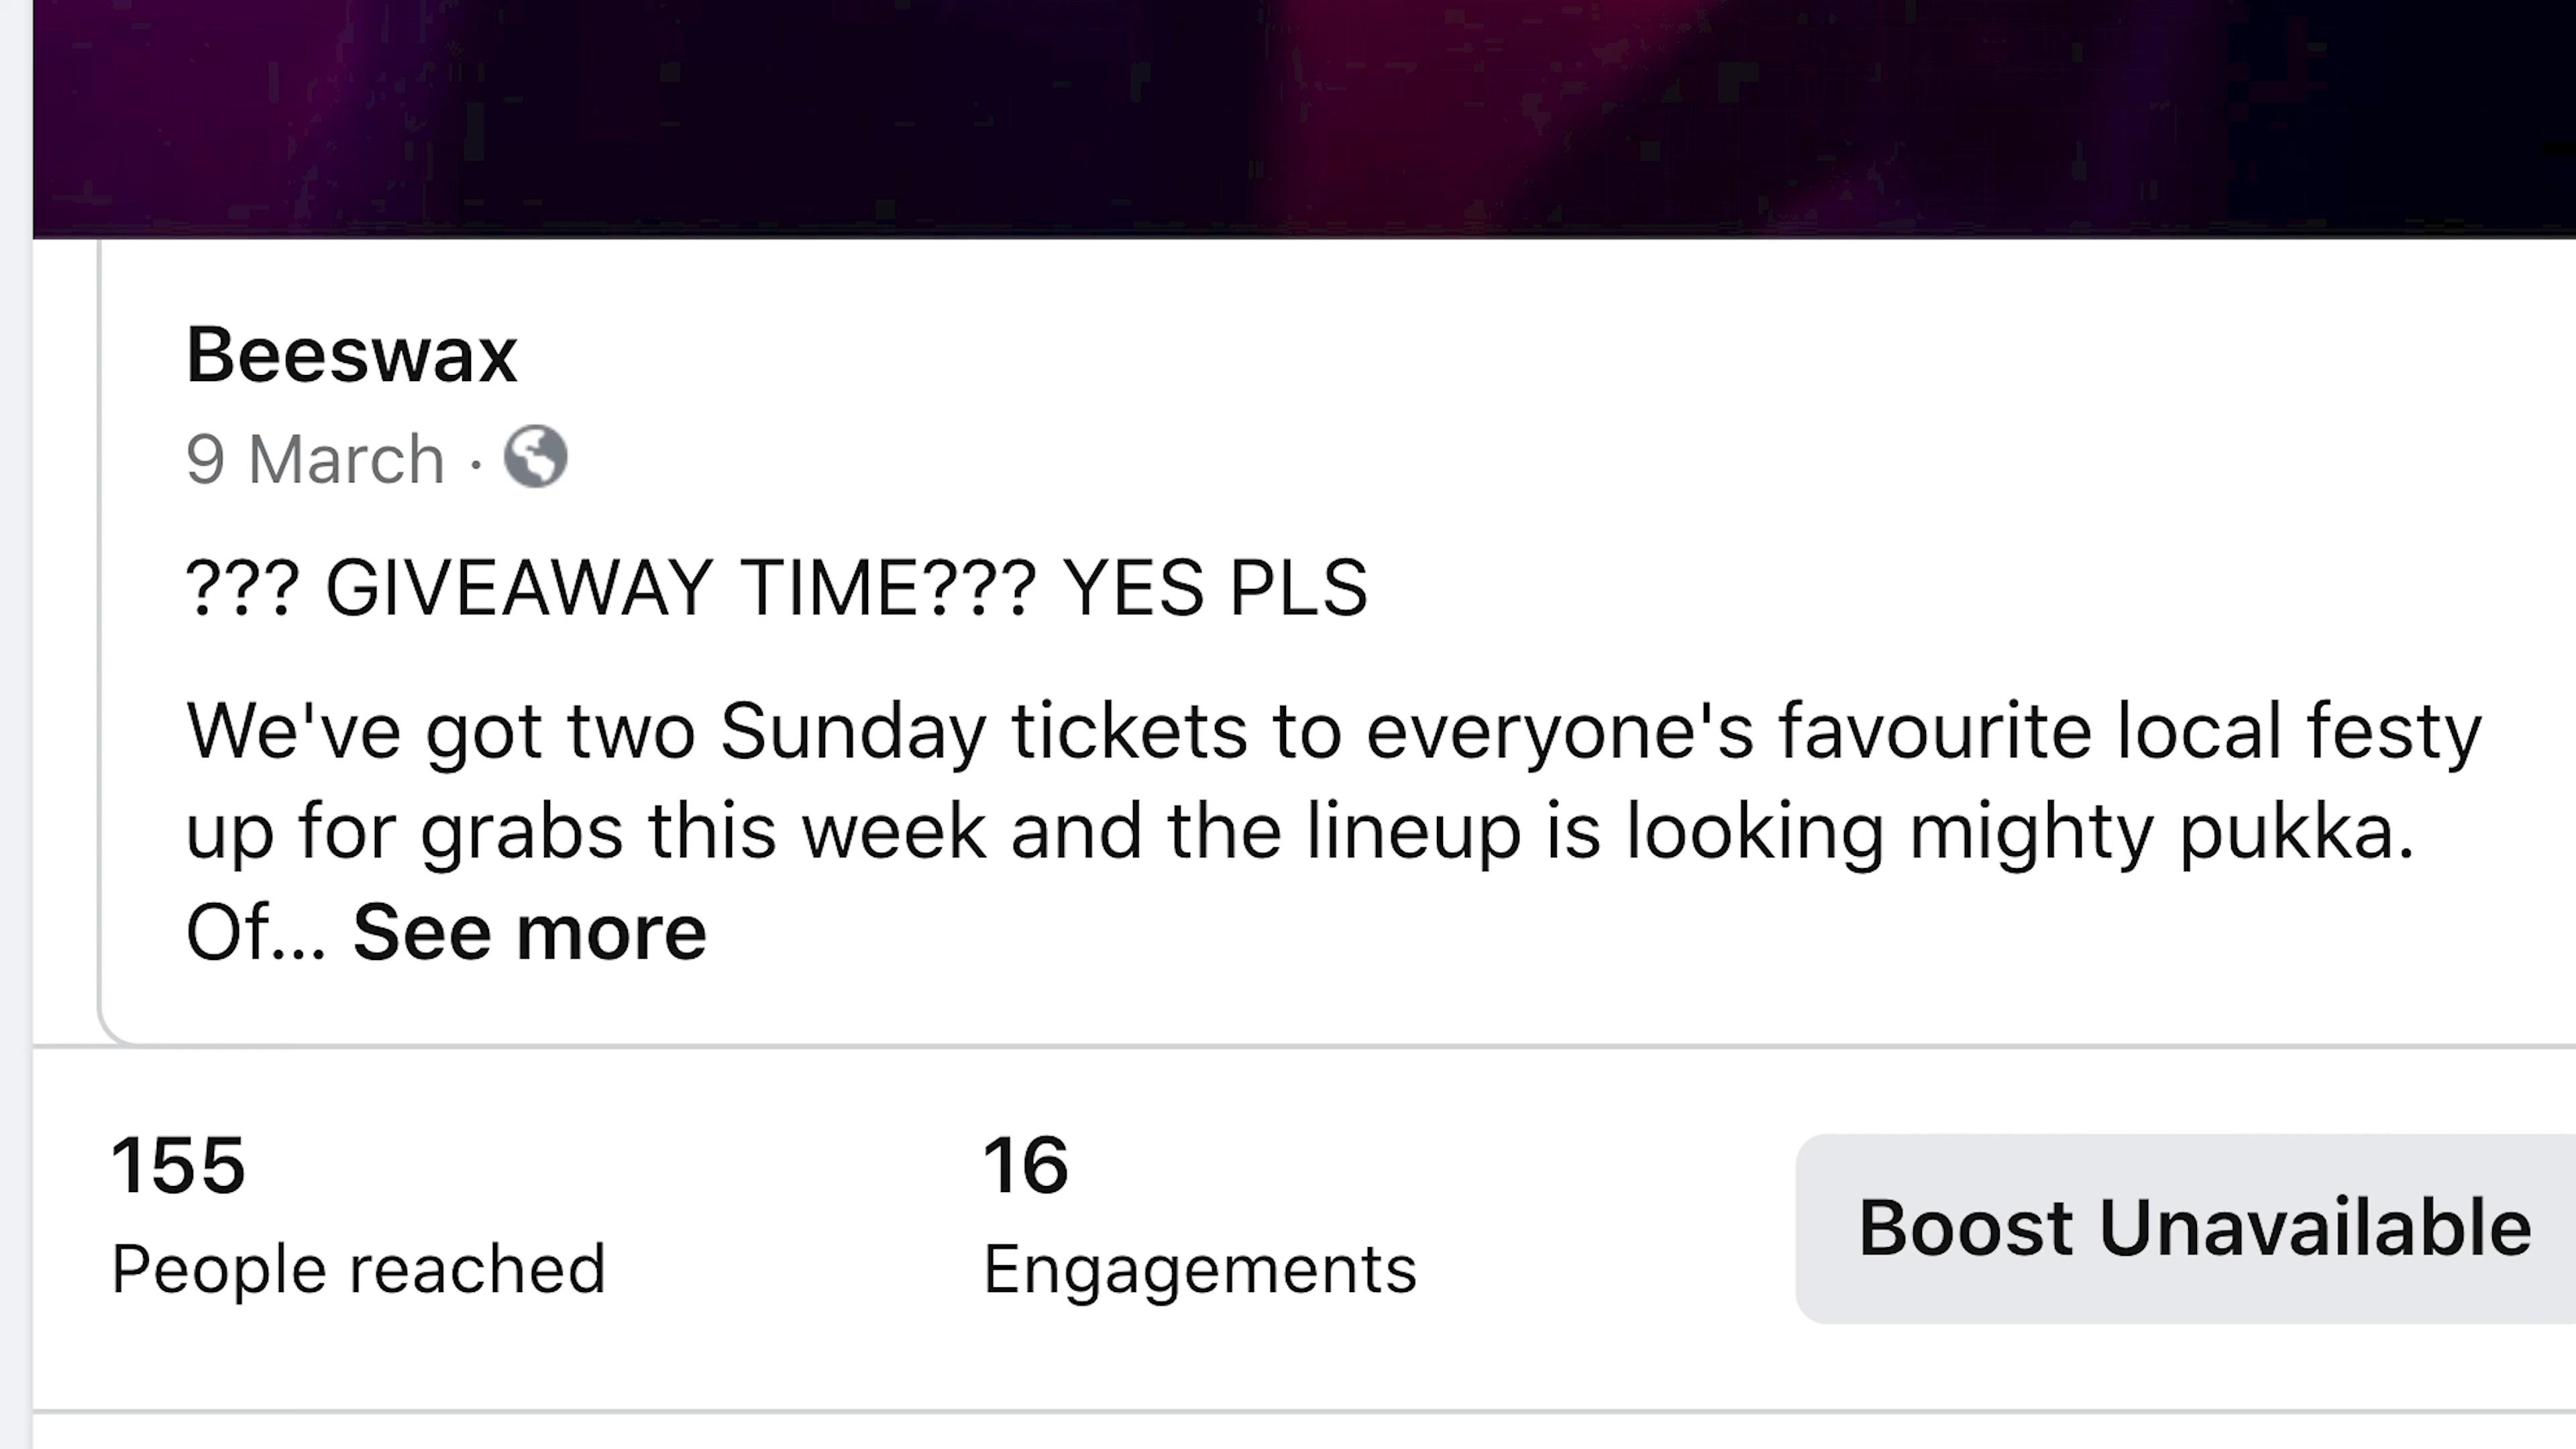 Beeswax
9 March ·
??? GIVEAWAY TIME??? YES PLS
We've got two Sunday tickets to everyone's favourite local festy
up for grabs this week and the lineup is looking mighty pukka.
Of... See more
155
People reached
16
Engagements
Boost Unavailable